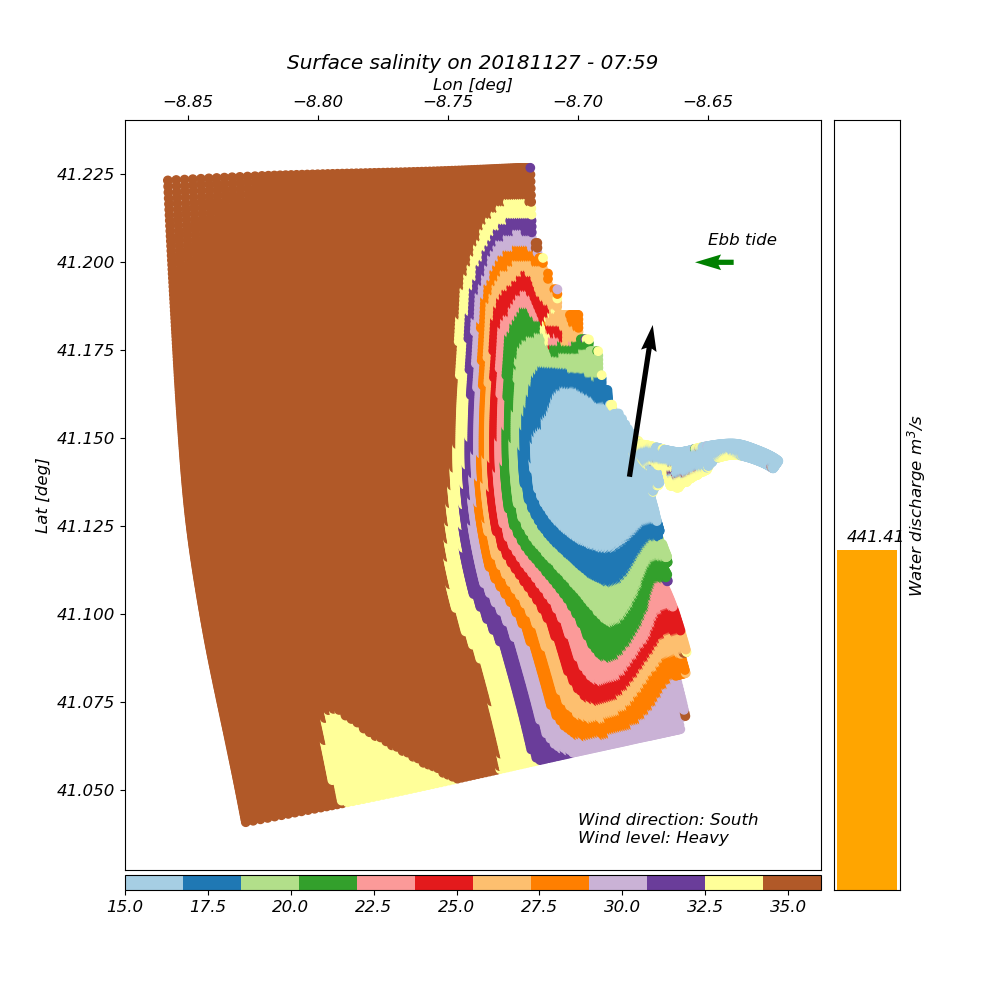 Surface salinity on 20181127 - 07:59
Lon [deg]
−8.85 −8.80 −8.75 −8.70 −8.65
41.225
41.200
41.175
41.150
41.125
41.100
41.075
41.050
Lat [deg]
Ebb tide
Wind direction: South
Wind level: Heavy
441.41
Water discharge m³/s
15.0 17.5 20.0 22.5 25.0 27.5 30.0 32.5 35.0